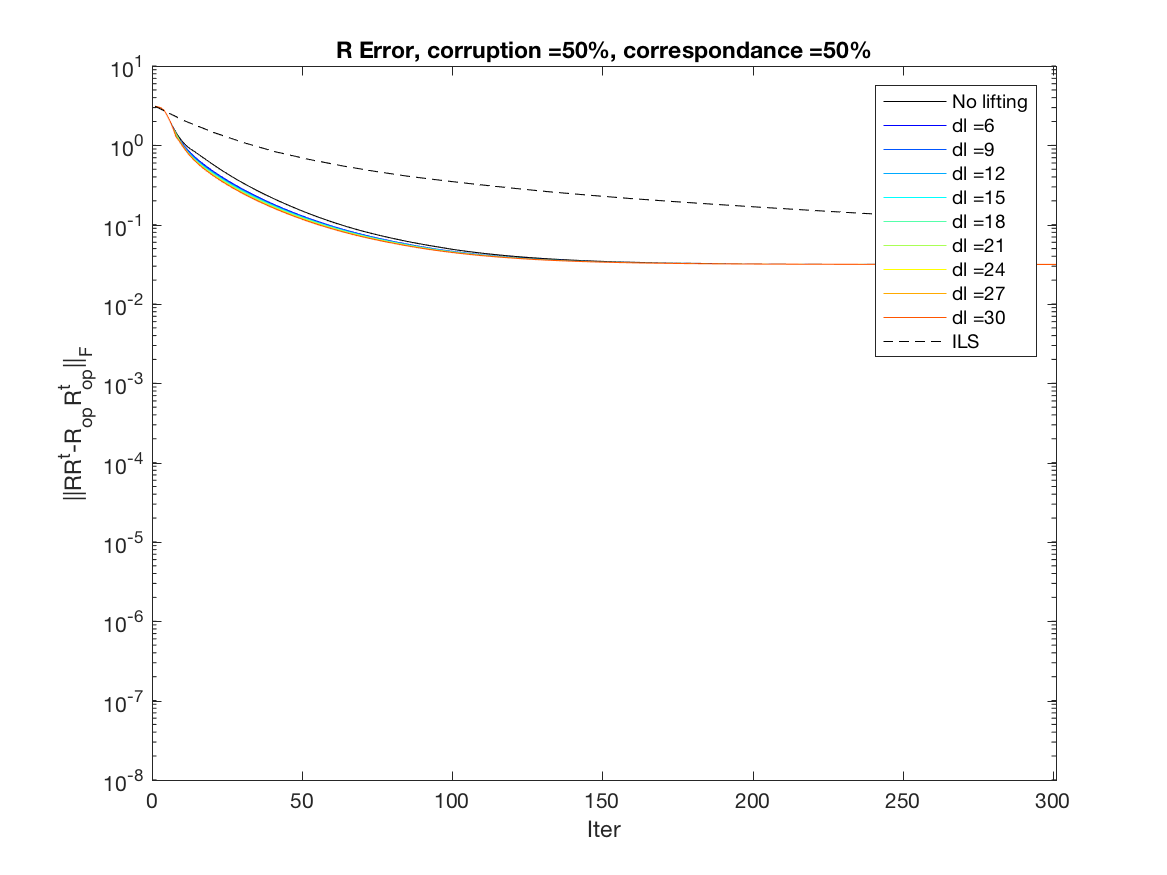 R Error, corruption =50%, correspondance =50%
10^1
10^0
10^-1
10^-2
10^-3
10^-4
10^-5
10^-6
10^-7
10^-8
||RR^t-R_op R^t_op||_F
No lifting
dl =6
dl =9
dl =12
dl =15
dl =18
dl =21
dl =24
dl =27
dl =30
ILS
0 50 100 150 200 250 300
Iter